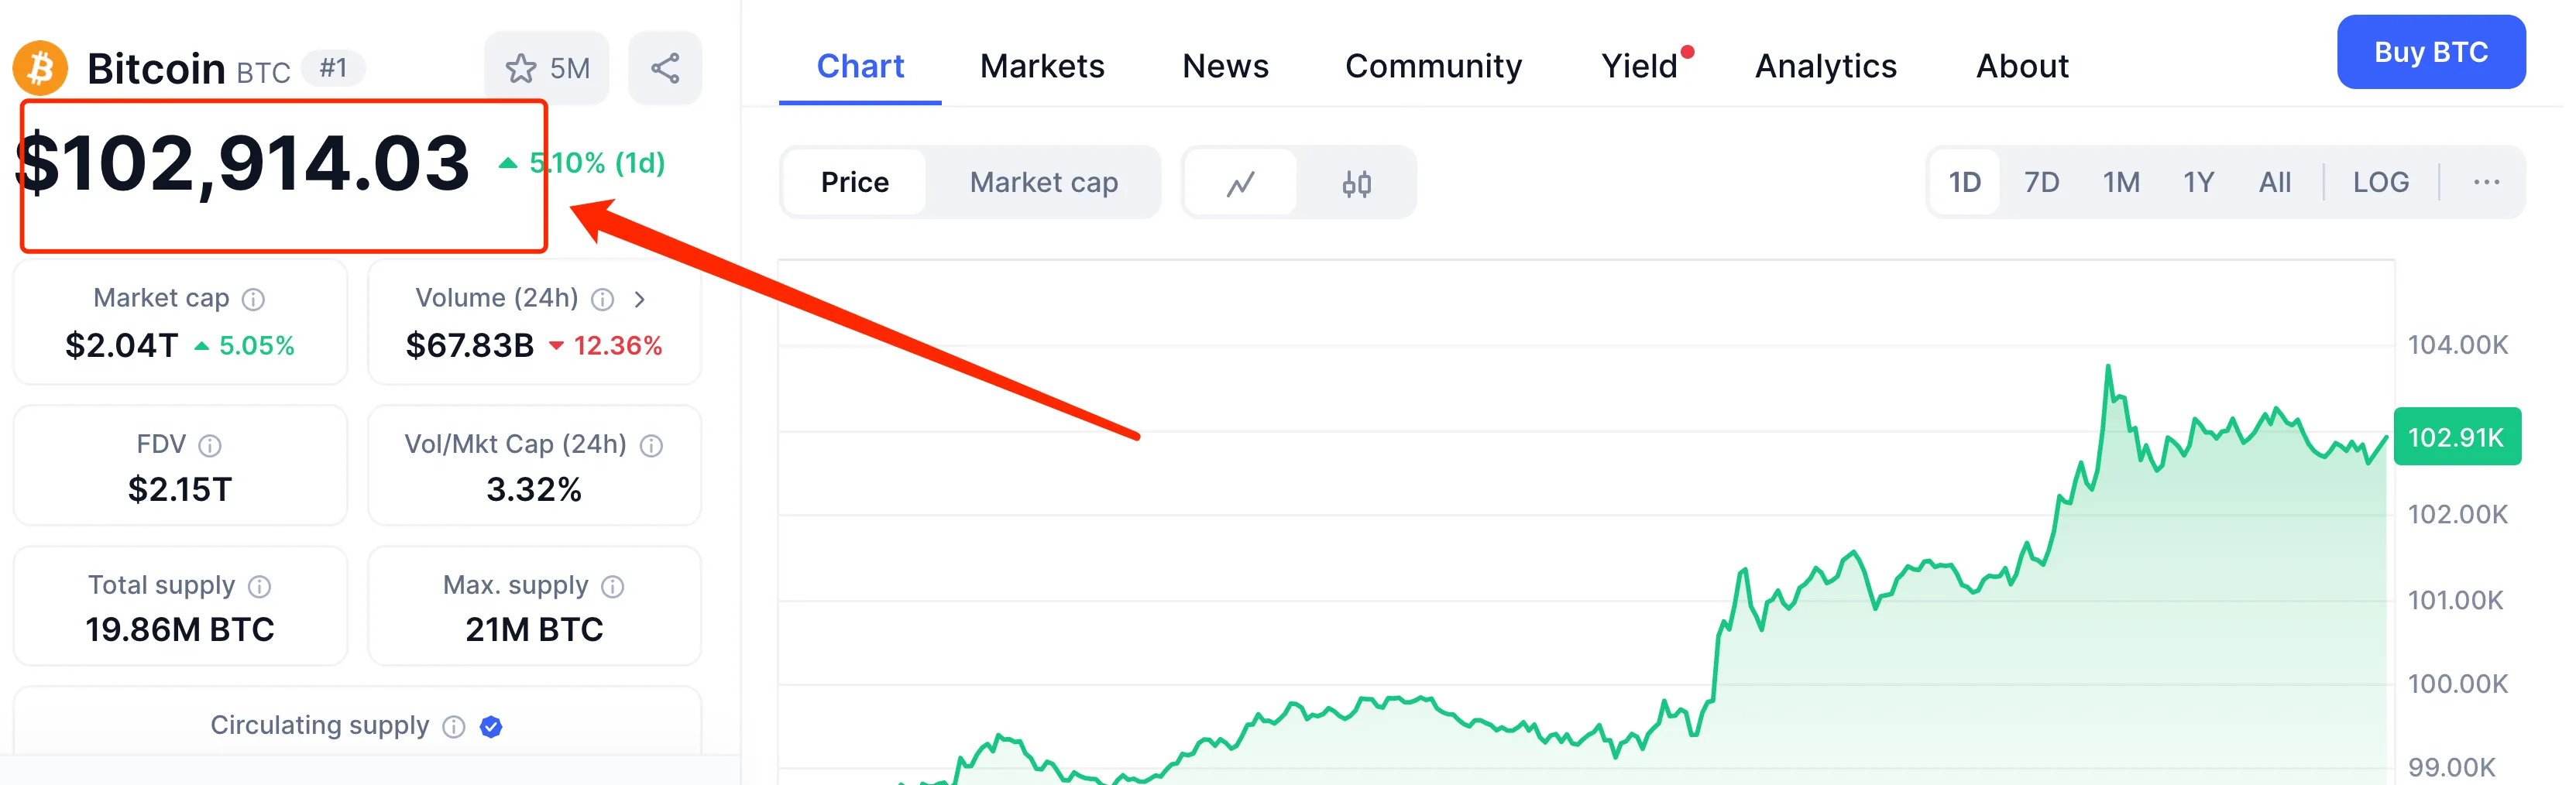 Bitcoin BTC #1 5M
$102,914.03 5.10% (1d)
Market cap
$2.04T 5.05%
Volume (24h)
$67.83B 12.36%
FDV
$2.15T
Vol/Mkt Cap (24h)
3.32%
Total supply
19.86M BTC
Max. supply
21M BTC
Circulating supply
Chart Markets News Community Yield Analytics About Buy BTC
Price Market cap 1D 7D 1M 1Y All LOG ...
104.00K
102.91K
102.00K
101.00K
100.00K
99.00K